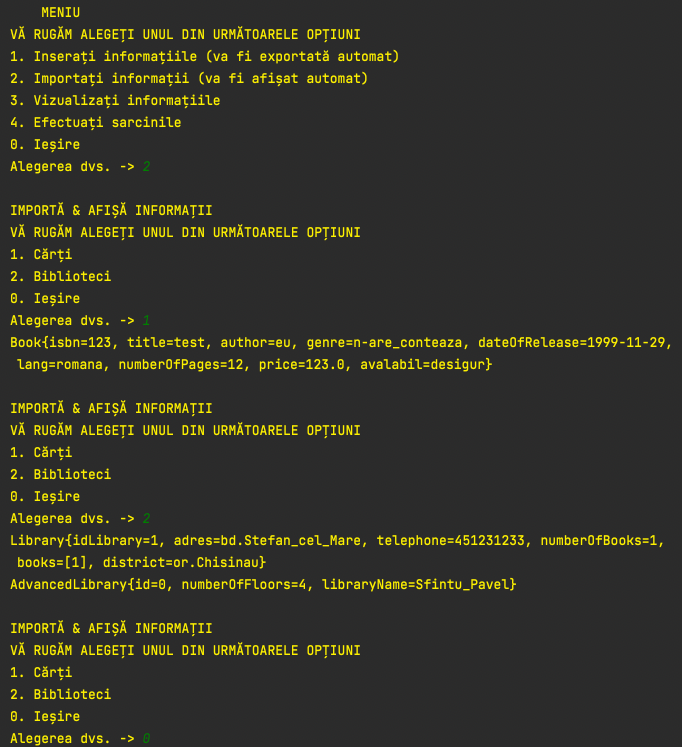 MENIU
VĂ RUGĂM ALEGEȚI UNUL DIN URMĂTOARELE OPȚIUNI
1. Inserați informațiile (va fi exportată automat)
2. Importați informații (va fi afișat automat)
3. Vizualizați informațiile
4. Efectuați sarcinile
0. Ieșire
Alegerea dvs. -> 2
IMPORTĂ & AFIȘĂ INFORMAȚII
VĂ RUGĂM ALEGEȚI UNUL DIN URMĂTOARELE OPȚIUNI
1. Cărți
2. Biblioteci
0. Ieșire
Alegerea dvs. -> 1
Book{isbn=123, title=test, author=eu, genre=n-are_conteaza, dateOfRelease=1999-11-29,
lang=romana, numberOfPages=12, price=123.0, avalabil=desigur}
IMPORTĂ & AFIȘĂ INFORMAȚII
VĂ RUGĂM ALEGEȚI UNUL DIN URMĂTOARELE OPȚIUNI
1. Cărți
2. Biblioteci
0. Ieșire
Alegerea dvs. -> 2
Library{idLibrary=1, adres=bd.Stefan_cel_Mare, telephone=451231233, numberOfBooks=1,
books=[1], district=or.Chisinau}
AdvancedLibrary{id=0, numberOfFloors=4, libraryName=Sfintu_Pavel}
IMPORTĂ & AFIȘĂ INFORMAȚII
VĂ RUGĂM ALEGEȚI UNUL DIN URMĂTOARELE OPȚIUNI
1. Cărți
2. Biblioteci
0. Ieșire
Alegerea dvs. -> 0